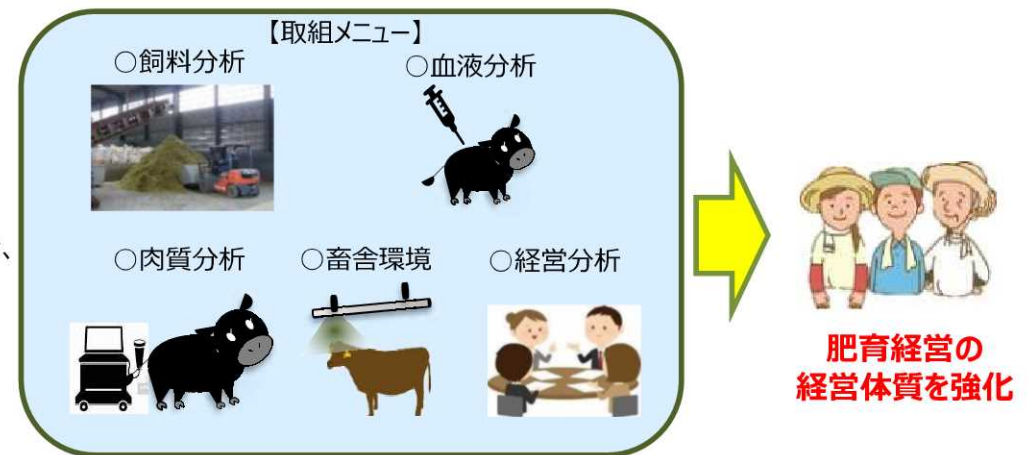 【取組メニュー】
○飼料分析
○血液分析
、
○肉質分析
○畜舎環境
○経営分析
肥育経営の
経営体質を強化